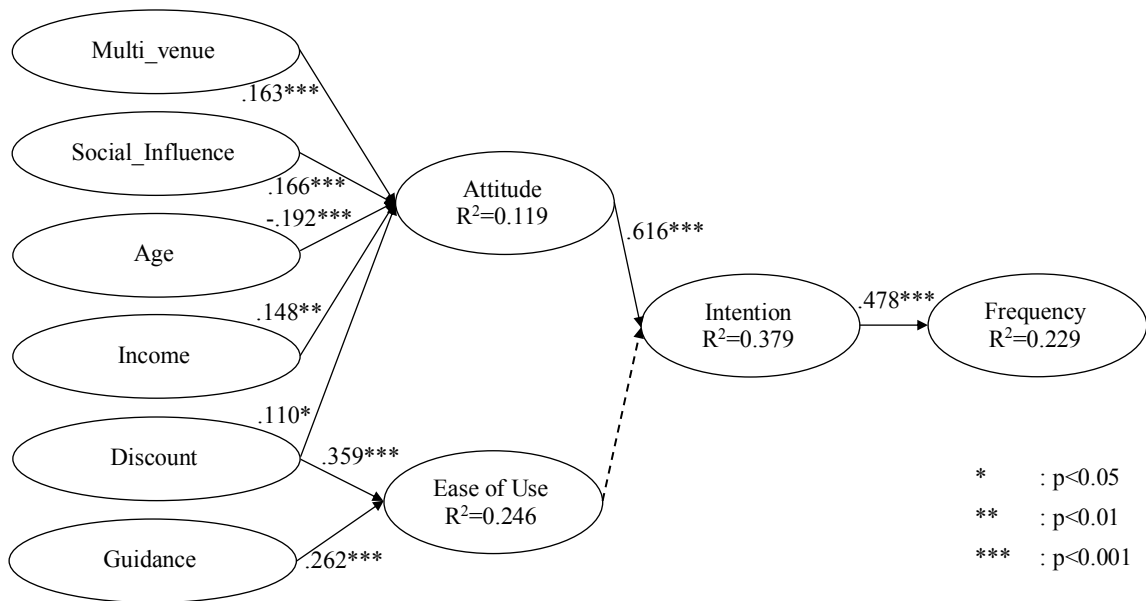 Multi_venue
.163***
Social_Influence
.166***
-.192***
Age
.148**
Income
.110*
Discount
.359***
Guidance
.262***
Attitude
R²=0.119
.616***
Ease of Use
R²=0.246
Intention
R²=0.379
.478***
Frequency
R²=0.229
* : p<0.05
** : p<0.01
*** : p<0.001